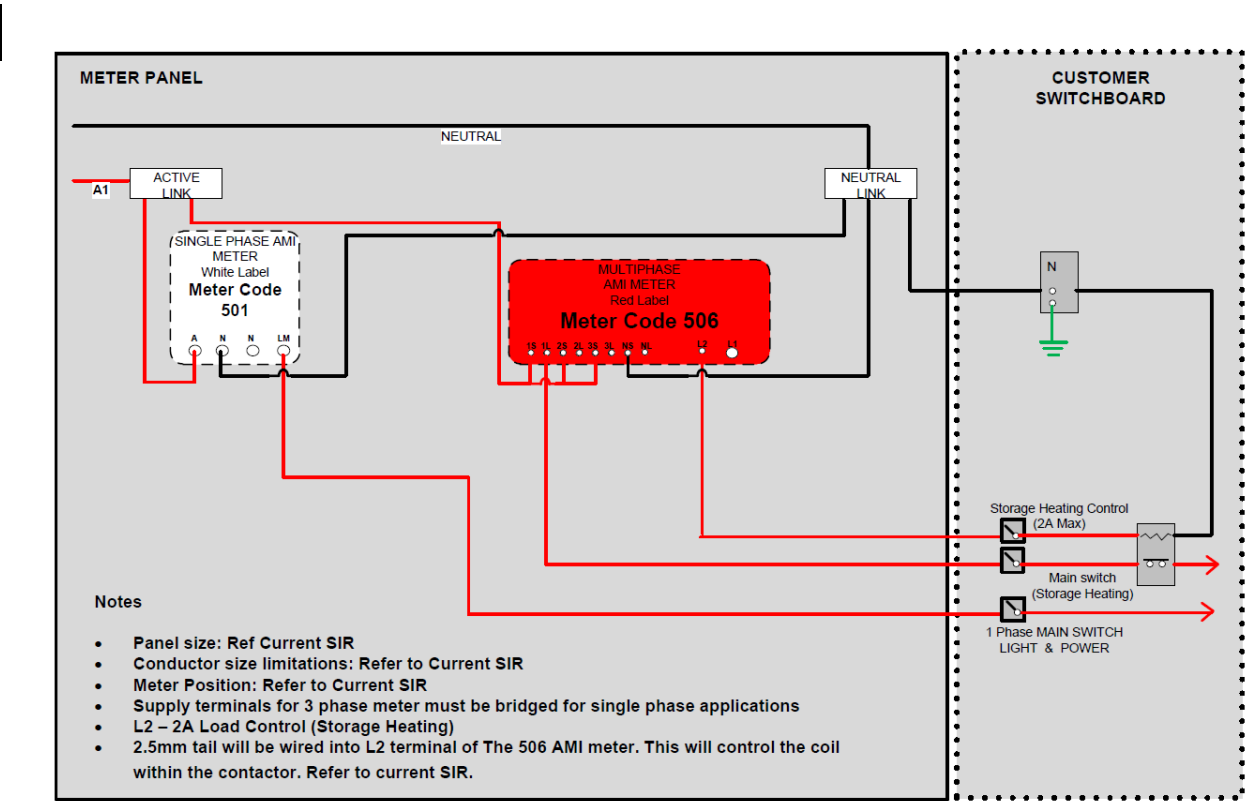 METER PANEL
CUSTOMER
SWITCHBOARD
NEUTRAL
A1
ACTIVE
LINK
NEUTRAL
LINK
SINGLE PHASE AMI
METER
White Label
Meter Code
501
A N N LM
MULTIPHASE
AMI METER
Red Label
Meter Code 506
1S 1L 2S 2L 3S 3L NS NL L2 L1
N
Storage Heating Control
(2A Max)
Main switch
(Storage Heating)
1 Phase MAIN SWITCH
LIGHT & POWER
Notes
• Panel size: Ref Current SIR
• Conductor size limitations: Refer to Current SIR
• Meter Position: Refer to Current SIR
• Supply terminals for 3 phase meter must be bridged for single phase applications
• L2 – 2A Load Control (Storage Heating)
• 2.5mm tail will be wired into L2 terminal of The 506 AMI meter. This will control the coil
within the contactor. Refer to current SIR.